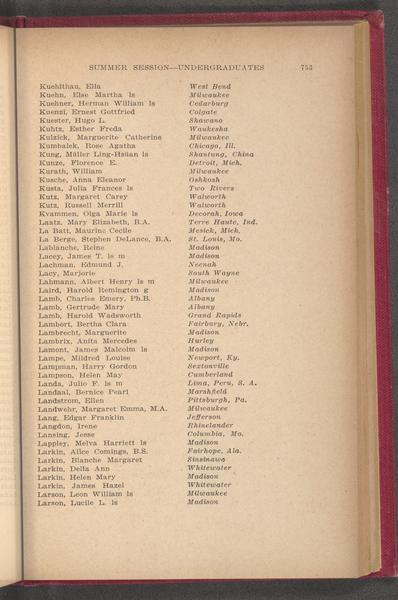 SUMMER SESSION—UNDERGRADUATES 753
Kuehlthau, Ella West Bend
Kuehn, Else Martha ls Milwaukee
Kuehner, Herman William ls Cedarburg
Kuenzi, Ernest Gottfried Colgate
Kuester, Hugo L. Shawano
Kuhtz, Esther Freda Waukesha
Kulzick, Marguerite Catherine Milwaukee
Kumbalek, Rose Agatha Chicago, Ill.
Kung, Müller Ling-Hsüan ls Shantung, China
Kunze, Florence E. Detroit, Mich.
Kurath, William Milwaukee
Kusche, Anna Eleanor Oshkosh
Kusta, Julia Frances ls Two Rivers
Kutz, Margaret Carey Walworth
Kutz, Russell Merrill Walworth
Kvammen, Olga Marie ls Decorah, Iowa
Laatz, Mary Elizabeth, B.A. Terre Haute, Ind.
La Batt, Maurine Cecile Mesick, Mich.
La Berge, Stephen DeLance, B.A. St. Louis, Mo.
Lablanche, Reine Madison
Lacey, James T. ls m Madison
Lachman, Edmund J. Neenah
Lacy, Marjorie South Wayne
Lahmann, Albert Henry ls m Milwaukee
Laird, Harold Remington g Madison
Lamb, Charles Emery, Ph.B. Albany
Lamb, Gertrude Mary Albany
Lamb, Harold Wadsworth Grand Rapids
Lambert, Bertha Clara Fairbury, Nebr.
Lambrecht, Marguerite Madison
Lambrix, Anita Mercedes Hurley
Lamont, James Malcolm ls Madison
Lampe, Mildred Louise Newport, Ky.
Lampman, Harry Gordon Sextonville
Lampson, Helen May Cumberland
Landa, Julio F. ls m Lima, Peru, S. A.
Landaal, Bernice Pearl Marshfield
Landstrom, Ellen Pittsburgh, Pa.
Landwehr, Margaret Emma, M.A. Milwaukee
Lang, Edgar Franklin Jefferson
Langdon, Irene Rhinelander
Lansing, Jesse Columbia, Mo.
Lappley, Melva Harriett ls Madison
Larkin, Alice Comings, B.S. Fairhope, Ala.
Larkin, Blanche Margaret Sinsinawa
Larkin, Della Ann Whitewater
Larkin, Helen Mary Madison
Larkin, James Hazel Whitewater
Larson, Leon William ls Milwaukee
Larson, Lucile L. ls Madison